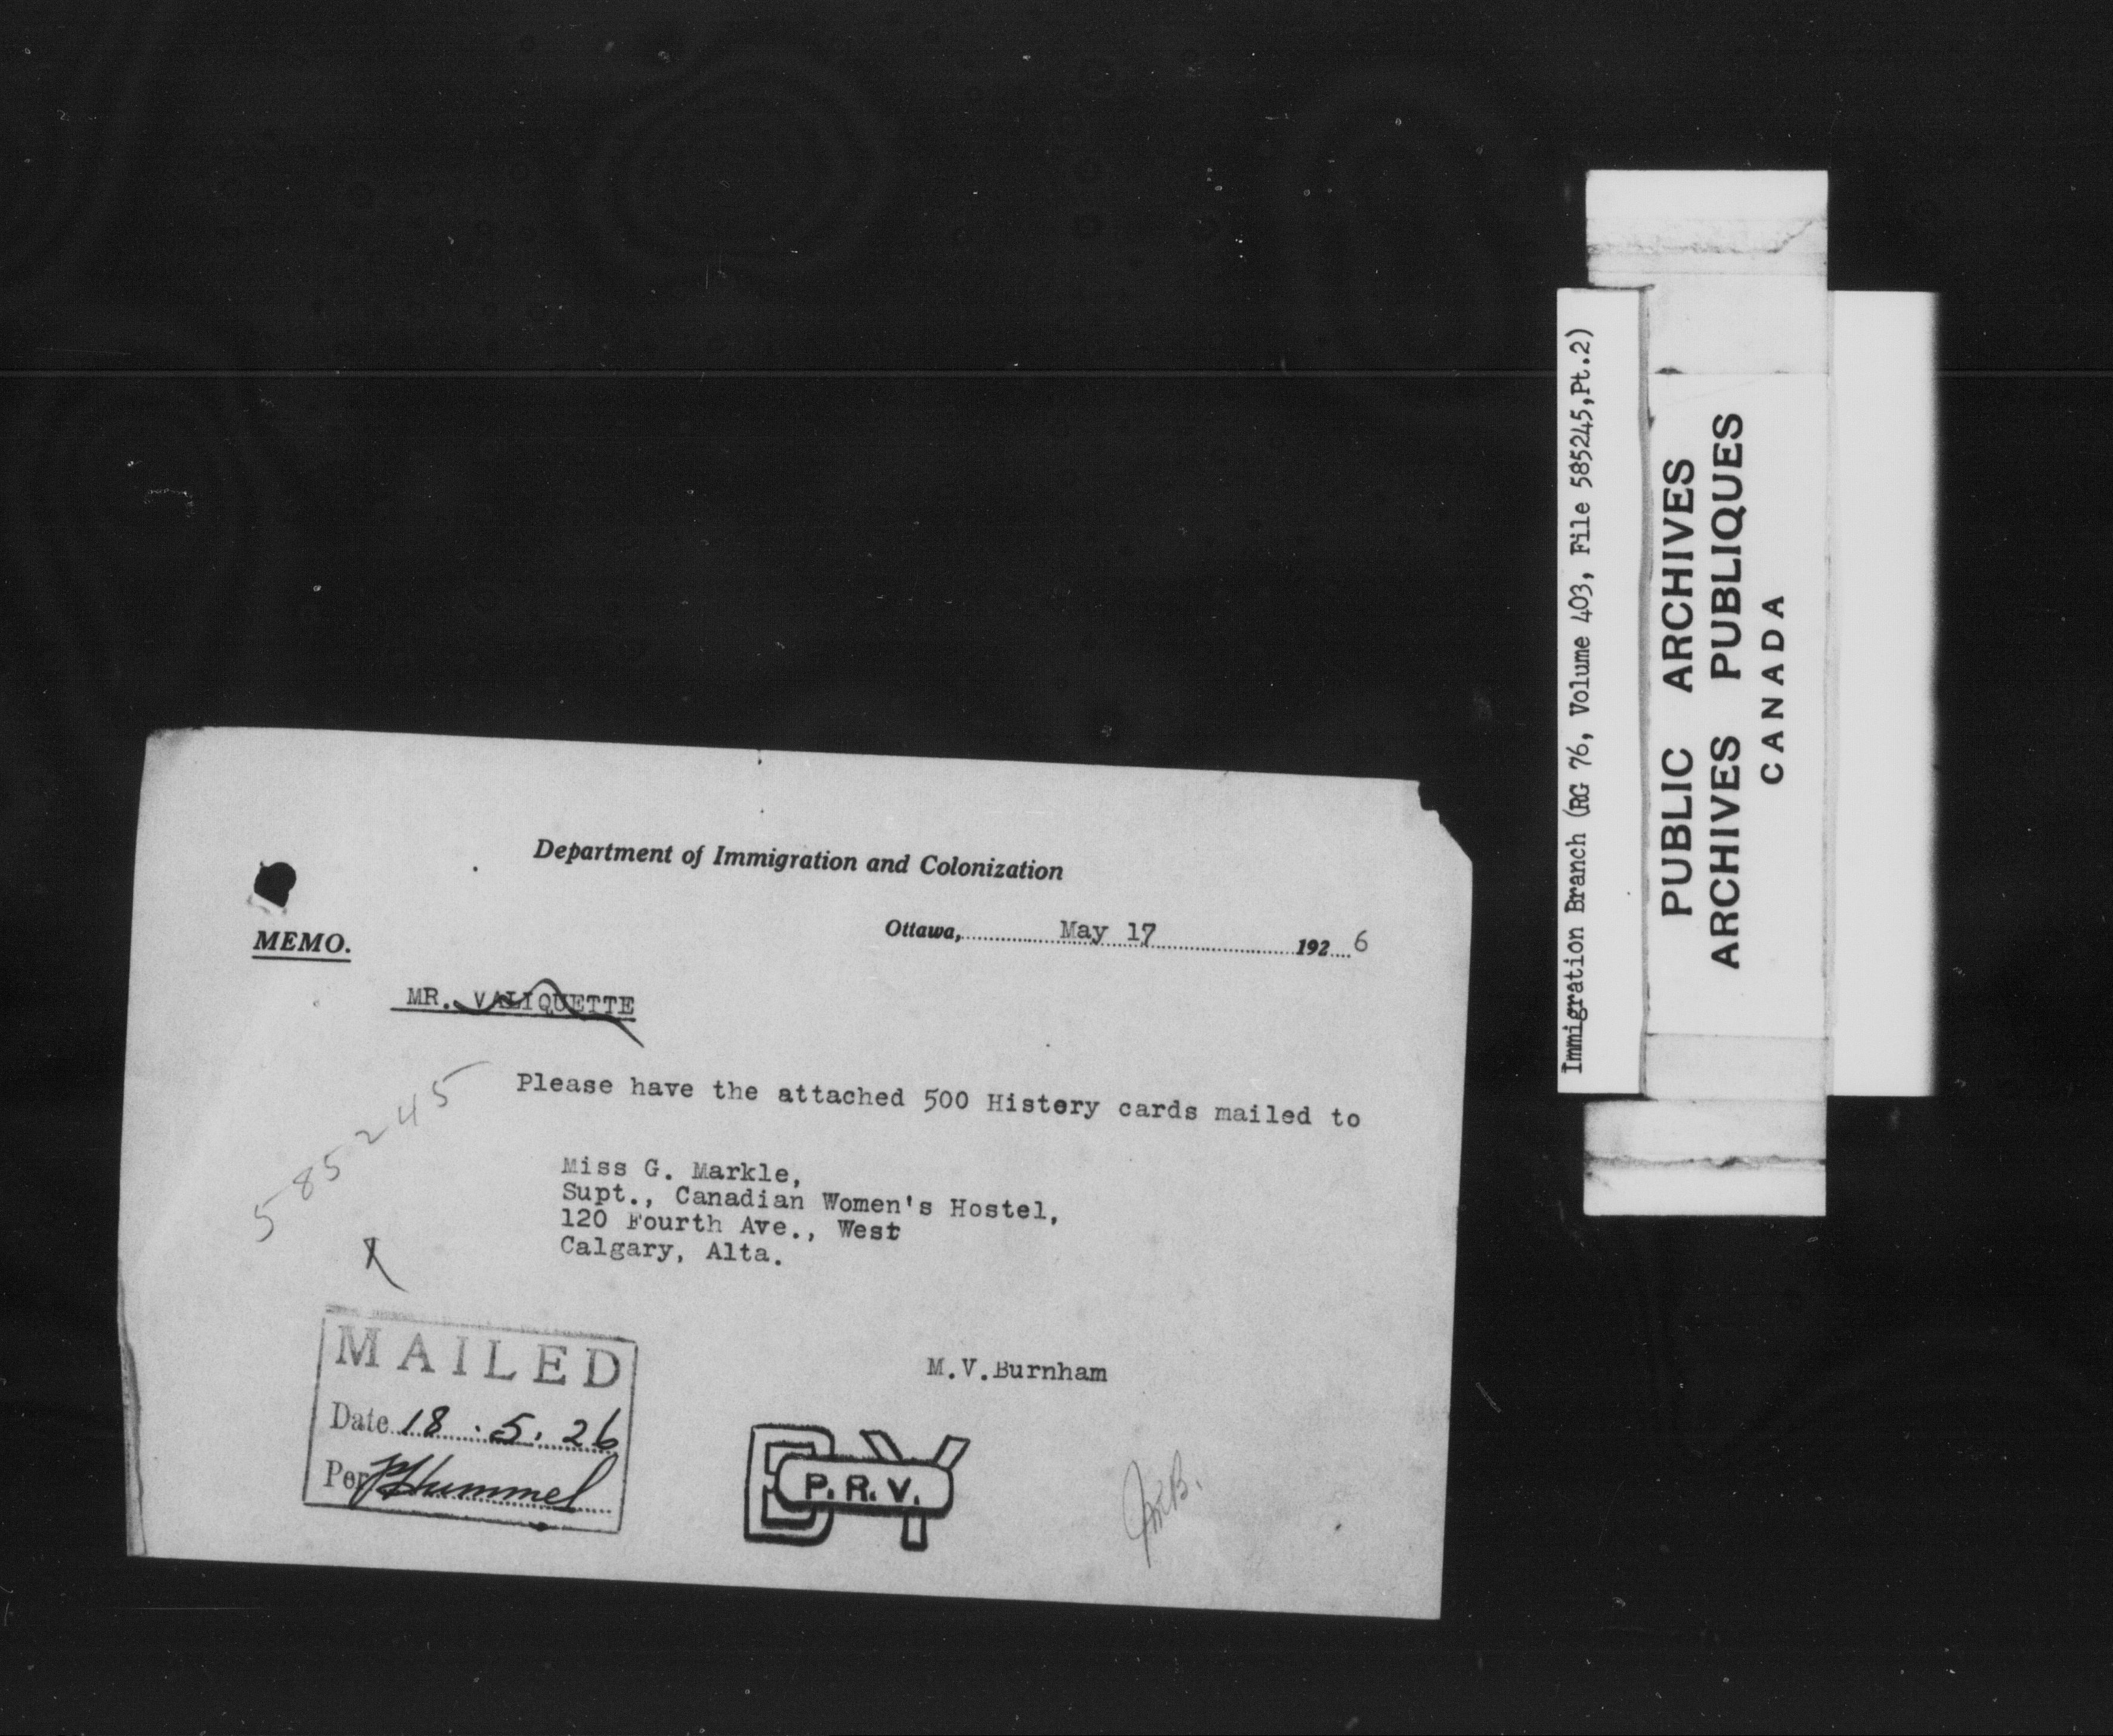 Department of Immigration and Colonization
Ottawa, May 17 1926
MEMO.
MR. VALIQUETTE
585245
Please have the attached 500 History cards mailed to
Miss G. Markle,
Supt., Canadian Women's Hostel,
120 Fourth Ave., West
Calgary, Alta.
X
M.V.Burnham
MAILED
Date 18.5.26
Per Hummel
BY
P.R.V.
Immigration Branch (RG 76, Volume 403, File 585245,Pt.2)
PUBLIC ARCHIVES
ARCHIVES PUBLIQUES
CANADA